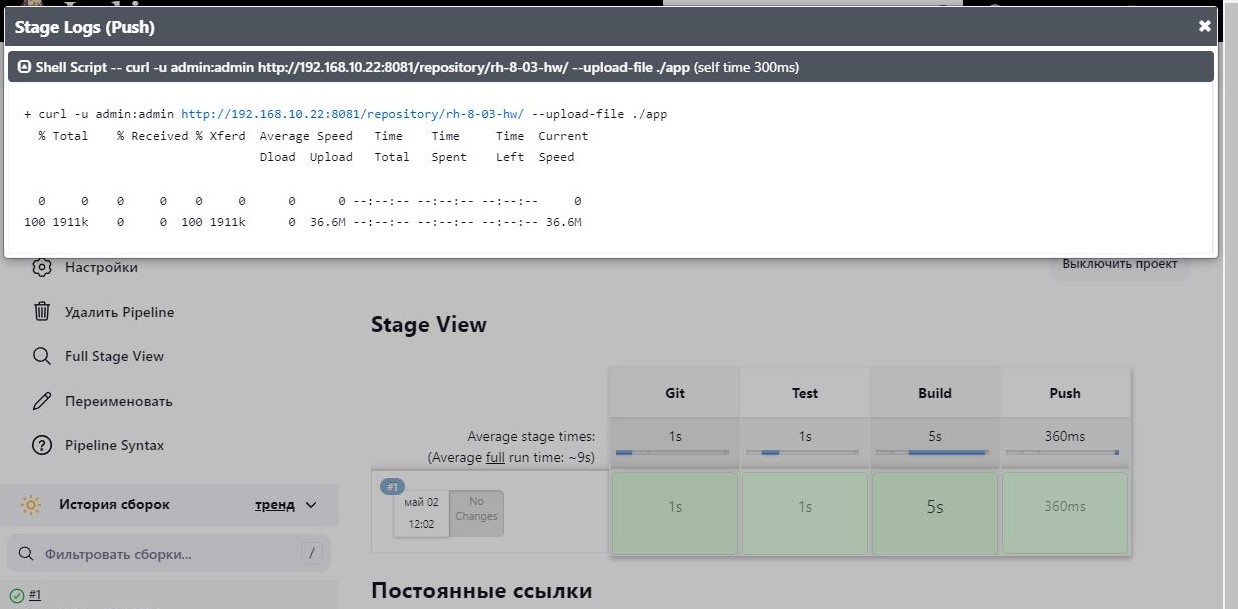 Stage Logs (Push)
Shell Script -- curl -u admin:admin http://192.168.10.22:8081/repository/rh-8-03-hw/ --upload-file ./app (self time 300ms)
+ curl -u admin:admin http://192.168.10.22:8081/repository/rh-8-03-hw/ --upload-file ./app
% Total % Received % Xferd Average Speed Time Time Time Current
Dload Upload Total Spent Left Speed
0 0 0 0 0 0 0 0 --:--:-- --:--:-- --:--:-- 0
100 1911k 0 0 100 1911k 0 36.6M --:--:-- --:--:-- --:--:-- 36.6M
Настройки
Выключить проект
Удалить Pipeline
Full Stage View
Переименовать
Pipeline Syntax
История сборок тренд
Фильтровать сборки... /
#1
Stage View
Git Test Build Push
Average stage times: 1s 1s 5s 360ms
(Average full run time: ~9s)
#1
май 02
12:02
No
Changes
1s 1s 5s 360ms
Постоянные ссылки